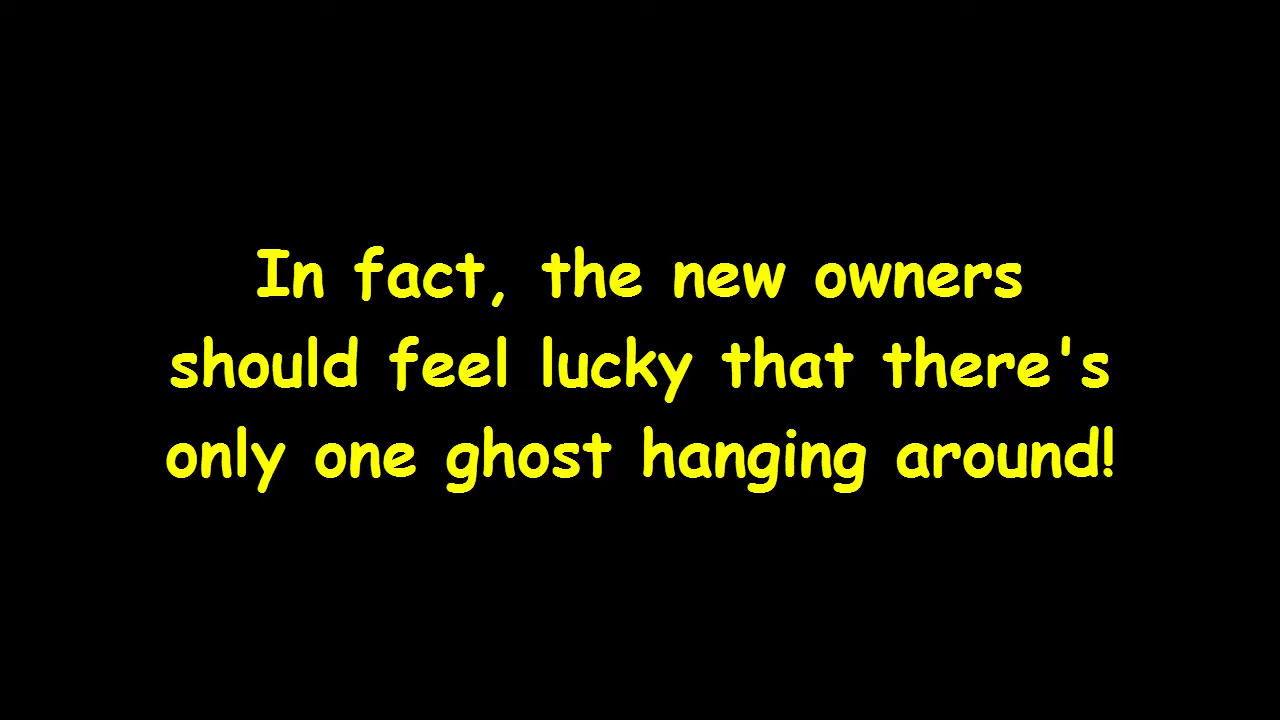 In fact, the new owners
should feel lucky that there's
only one ghost hanging around!